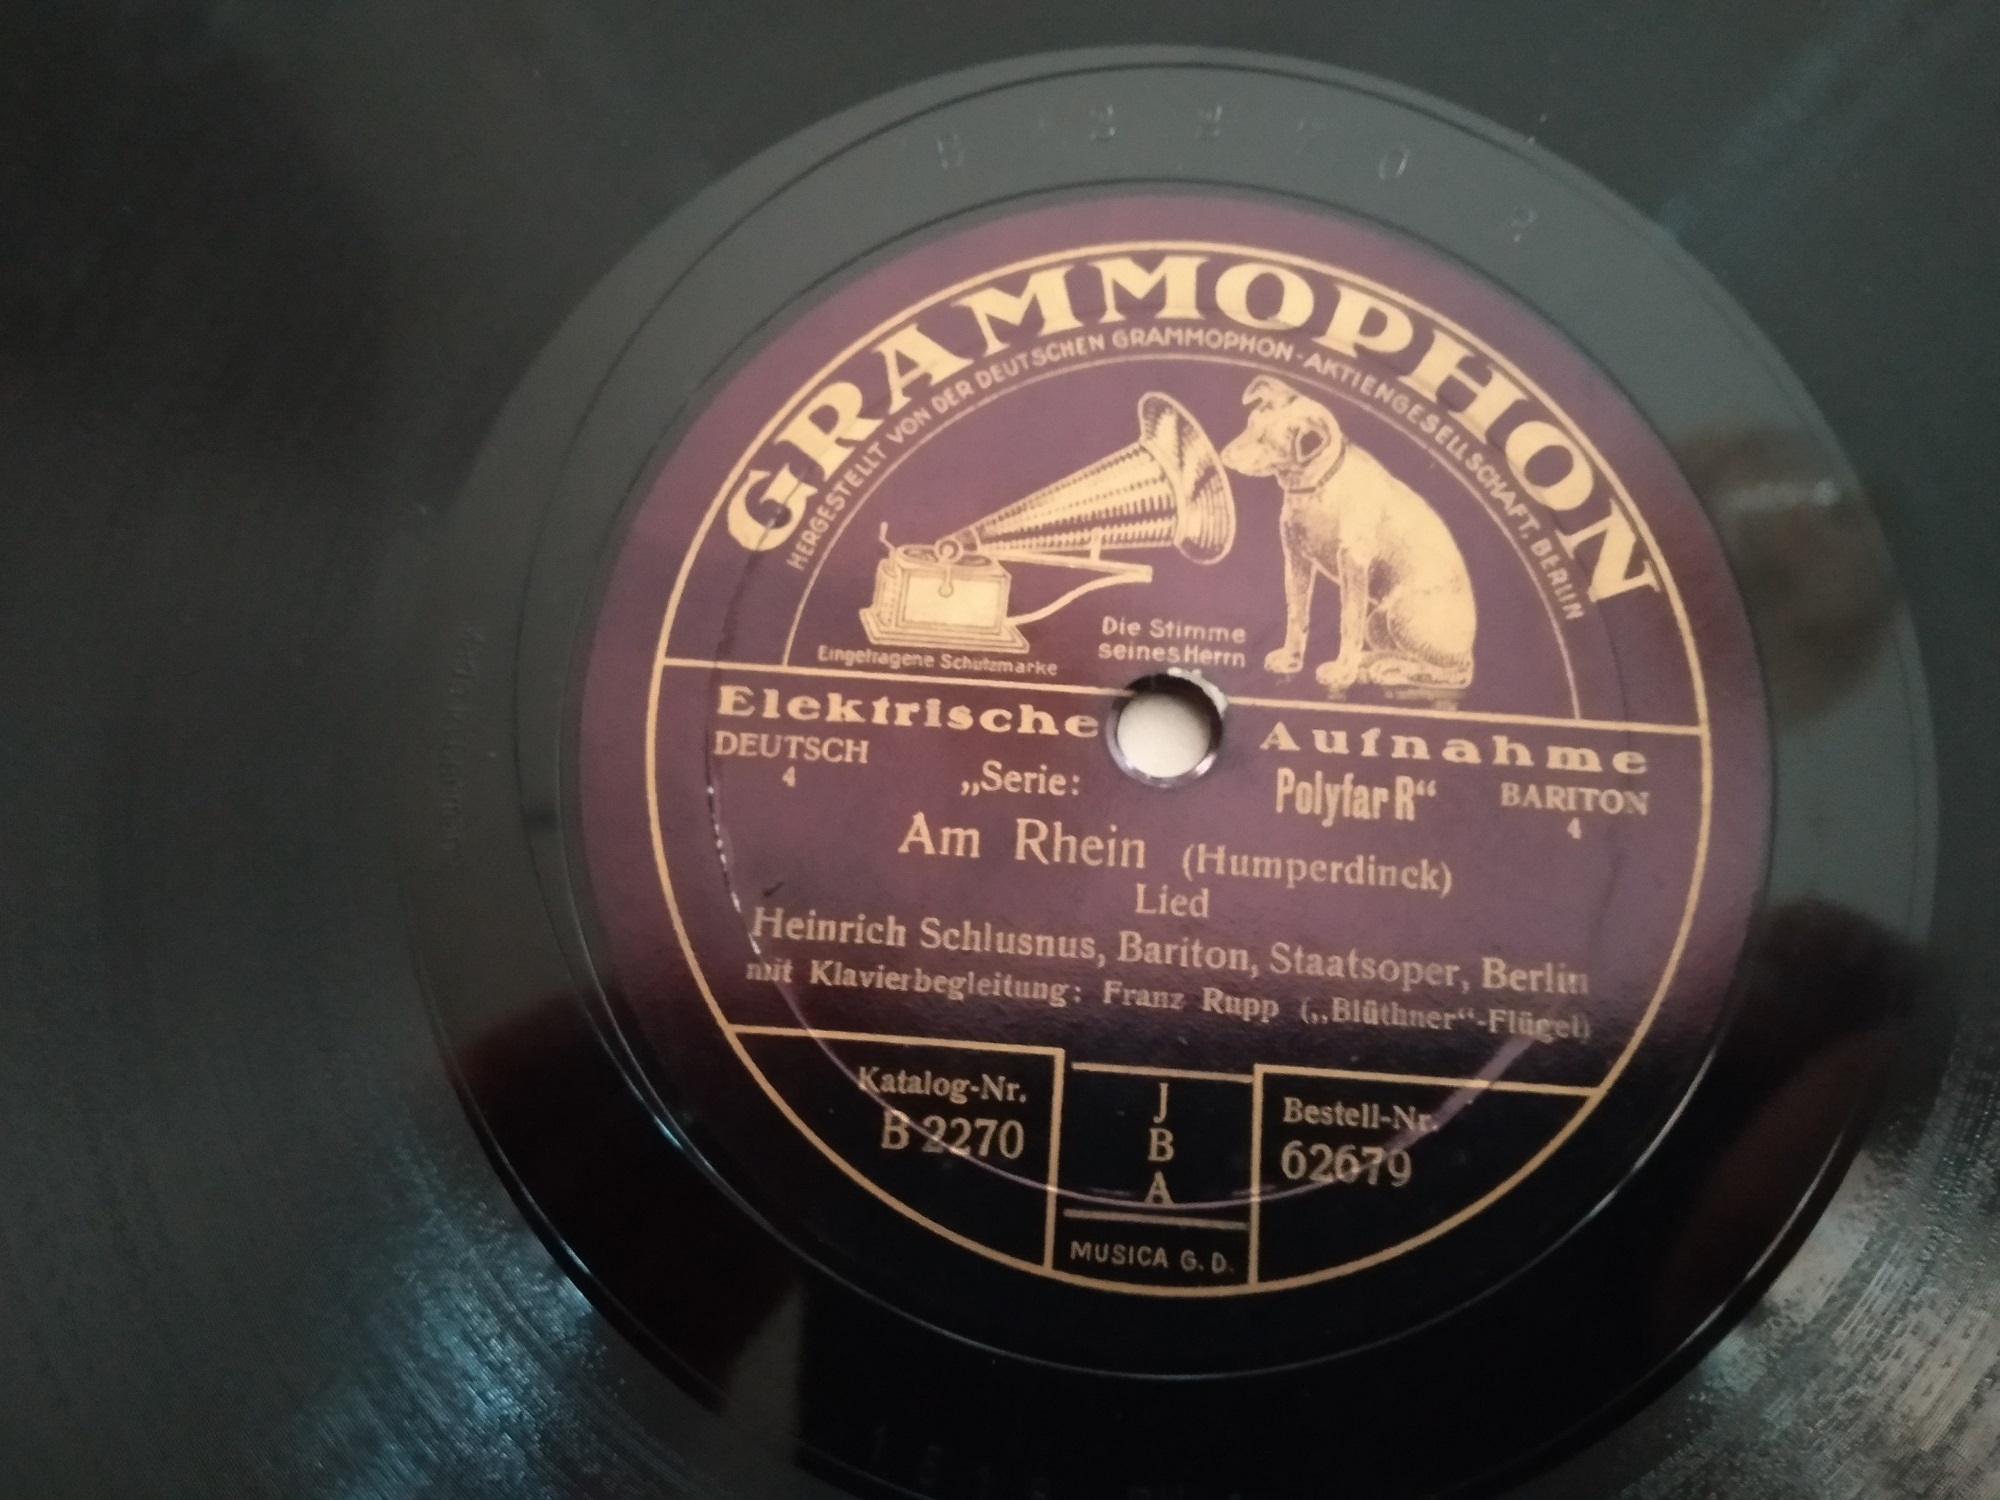 B 2270
GRAMMOPHON
HERGESTELLT VON DER DEUTSCHEN GRAMMOPHON-AKTIENGESELLSCHAFT, BERLIN
Die Stimme
seines Herrn
Eingetragene Schutzmarke
Elektrische Aufnahme
DEUTSCH
4
„Serie: Polyfar R“
BARITON
4
Am Rhein (Humperdinck)
Lied
Heinrich Schlusnus, Bariton, Staatsoper, Berlin
mit Klavierbegleitung: Franz Rupp („Blüthner“-Flügel)
Katalog-Nr.
B 2270
J
B
A
Bestell-Nr.
62679
MUSICA G. D.